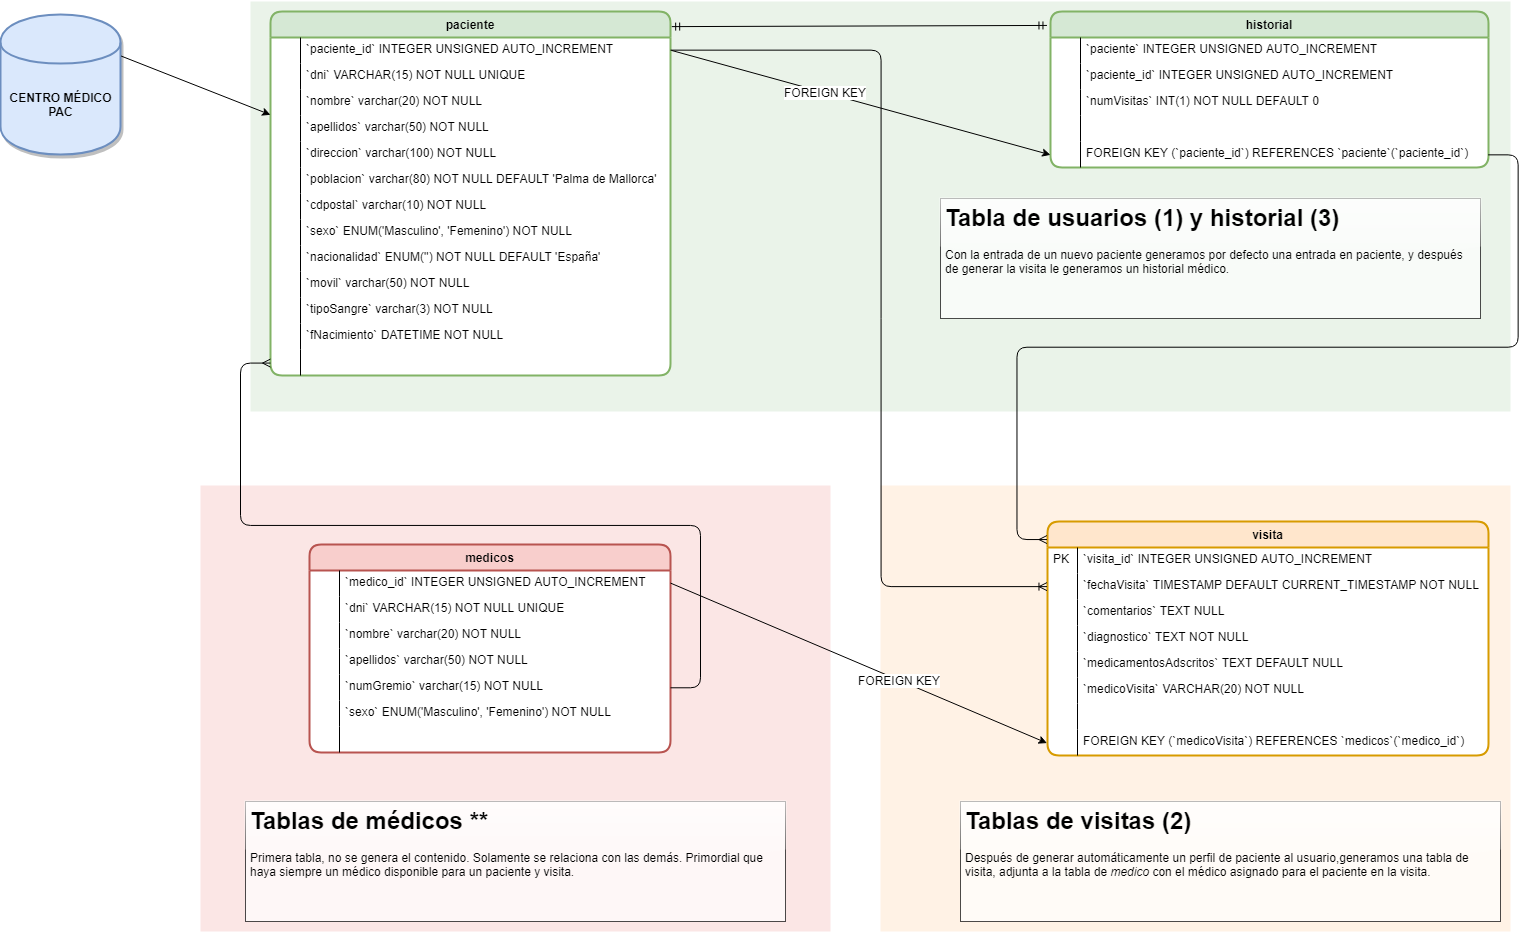 CENTRO MÉDICO
PAC
paciente
`paciente_id` INTEGER UNSIGNED AUTO_INCREMENT
`dni` VARCHAR(15) NOT NULL UNIQUE
`nombre` varchar(20) NOT NULL
`apellidos` varchar(50) NOT NULL
`direccion` varchar(100) NOT NULL
`poblacion` varchar(80) NOT NULL DEFAULT 'Palma de Mallorca'
`cdpostal` varchar(10) NOT NULL
`sexo` ENUM('Masculino', 'Femenino') NOT NULL
`nacionalidad` ENUM('') NOT NULL DEFAULT 'España'
`movil` varchar(50) NOT NULL
`tipoSangre` varchar(3) NOT NULL
`fNacimiento` DATETIME NOT NULL
FOREIGN KEY
historial
`paciente` INTEGER UNSIGNED AUTO_INCREMENT
`paciente_id` INTEGER UNSIGNED AUTO_INCREMENT
`numVisitas` INT(1) NOT NULL DEFAULT 0
FOREIGN KEY (`paciente_id`) REFERENCES `paciente`(`paciente_id`)
Tabla de usuarios (1) y historial (3)
Con la entrada de un nuevo paciente generamos por defecto una entrada en paciente, y después
de generar la visita le generamos un historial médico.
medicos
`medico_id` INTEGER UNSIGNED AUTO_INCREMENT
`dni` VARCHAR(15) NOT NULL UNIQUE
`nombre` varchar(20) NOT NULL
`apellidos` varchar(50) NOT NULL
`numGremio` varchar(15) NOT NULL
`sexo` ENUM('Masculino', 'Femenino') NOT NULL
FOREIGN KEY
visita
PK `visita_id` INTEGER UNSIGNED AUTO_INCREMENT
`fechaVisita` TIMESTAMP DEFAULT CURRENT_TIMESTAMP NOT NULL
`comentarios` TEXT NULL
`diagnostico` TEXT NOT NULL
`medicamentosAdscritos` TEXT DEFAULT NULL
`medicoVisita` VARCHAR(20) NOT NULL
FOREIGN KEY (`medicoVisita`) REFERENCES `medicos`(`medico_id`)
Tablas de médicos **
Primera tabla, no se genera el contenido. Solamente se relaciona con las demás. Primordial que
haya siempre un médico disponible para un paciente y visita.
Tablas de visitas (2)
Después de generar automáticamente un perfil de paciente al usuario,generamos una tabla de
visita, adjunta a la tabla de medico con el médico asignado para el paciente en la visita.